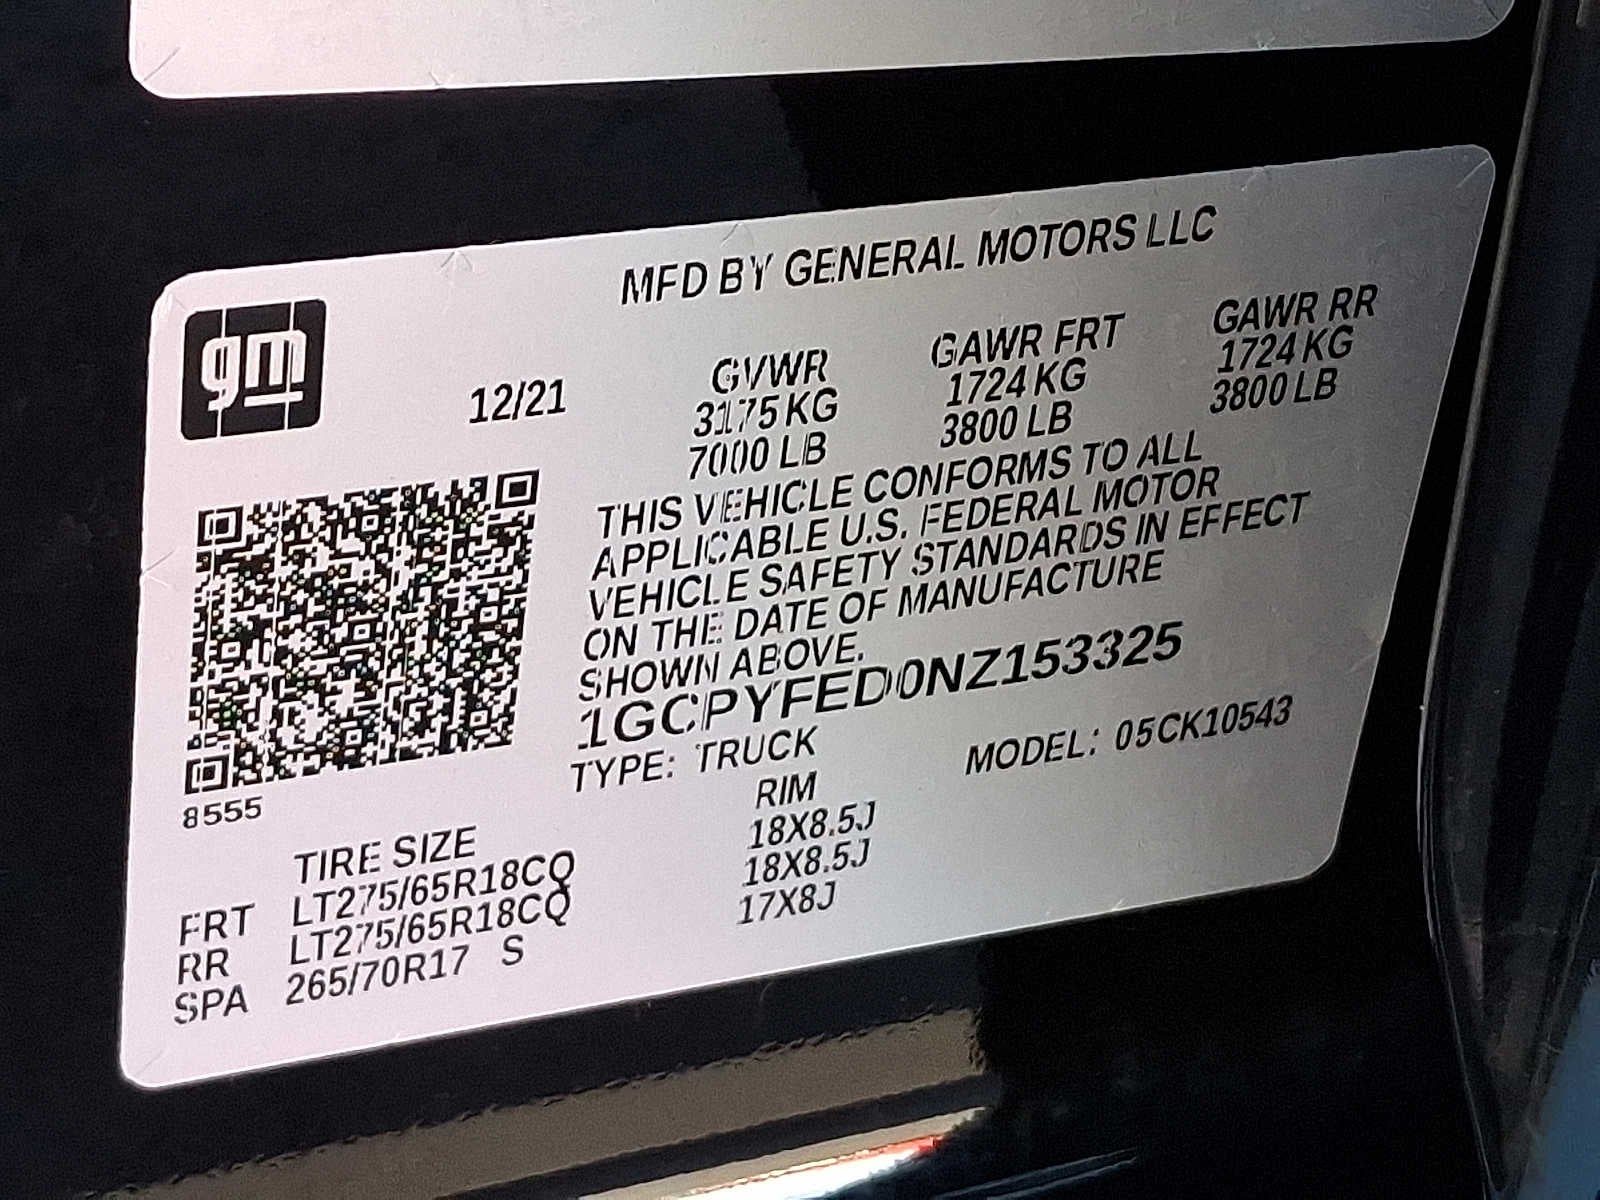 MFD BY GENERAL MOTORS LLC
gm
12/21
GVWR GAWR FRT GAWR RR
3175 KG 1724 KG 1724 KG
7000 LB 3800 LB 3800 LB
THIS VEHICLE CONFORMS TO ALL
APPLICABLE U.S. FEDERAL MOTOR
VEHICLE SAFETY STANDARDS IN EFFECT
ON THE DATE OF MANUFACTURE
SHOWN ABOVE.
1GCPYFED0NZ153325
TYPE: TRUCK MODEL: 05CK10543
8555
TIRE SIZE RIM
FRT LT275/65R18CQ 18X8.5J
RR LT275/65R18CQ 18X8.5J
SPA 265/70R17 S 17X8J